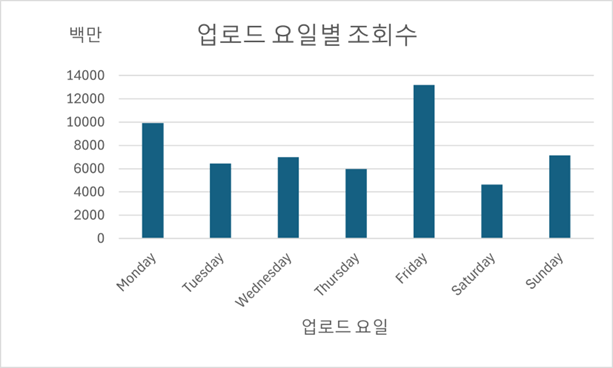 백만
업로드 요일별 조회수
14000
12000
10000
8000
6000
4000
2000
0
Monday
Tuesday
Wednesday
Thursday
Friday
Saturday
Sunday
업로드 요일